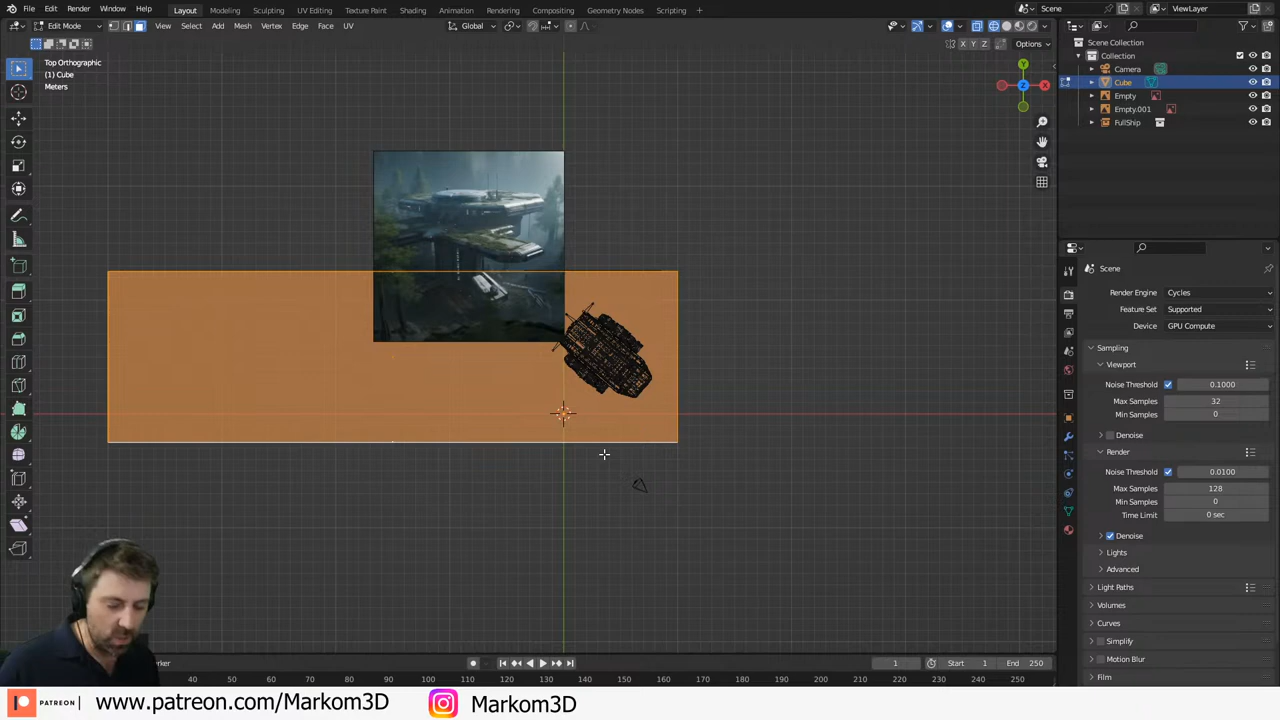 File Edit Render Window Help Layout Modeling Sculpting UV Editing Texture Paint Shading Animation Rendering Compositing Geometry Nodes Scripting Scene ViewLayer
Edit Mode View Select Add Mesh Vertex Edge Face UV Global
X Y Z Options
Top Orthographic
(1) Cube
Meters
Y
X
Z
Scene Collection
Collection
Camera
Cube
Empty
Empty.001
FullShip
Scene
Render Engine Cycles
Feature Set Supported
Device GPU Compute
Sampling
Viewport
Noise Threshold 0.1000
Max Samples 32
Min Samples 0
Denoise
Render
Noise Threshold 0.0100
Max Samples 128
Min Samples 0
Time Limit 0 sec
Denoise
Lights
Advanced
Light Paths
Volumes
Curves
Simplify
Motion Blur
Film
1 Start 1 End 250
40 50 60 70 80 90 100 110 120 130 140 150 160 170 180 190 200 210 220 230 240 250
PATREON www.patreon.com/Markom3D Markom3D